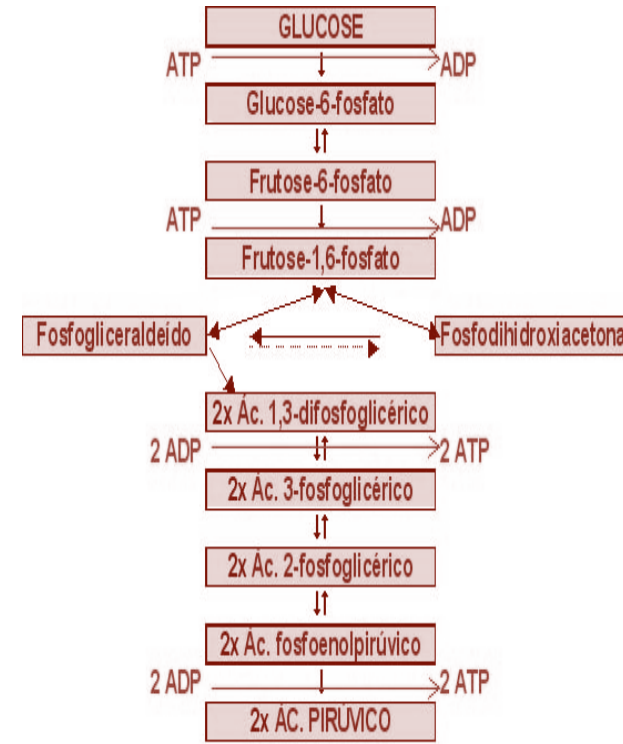 GLUCOSE
ATP
ADP
Glucose-6-fosfato
Frutose-6-fosfato
ATP
ADP
Frutose-1,6-fosfato
Fosfogliceraldeído
Fosfodihidroxiacetona
2x Ác. 1,3-difosfoglicérico
2 ADP
2 ATP
2x Ác. 3-fosfoglicérico
2x Ác. 2-fosfoglicérico
2x Ác. fosfoenolpirúvico
2 ADP
2 ATP
2x ÁC. PIRÚVICO